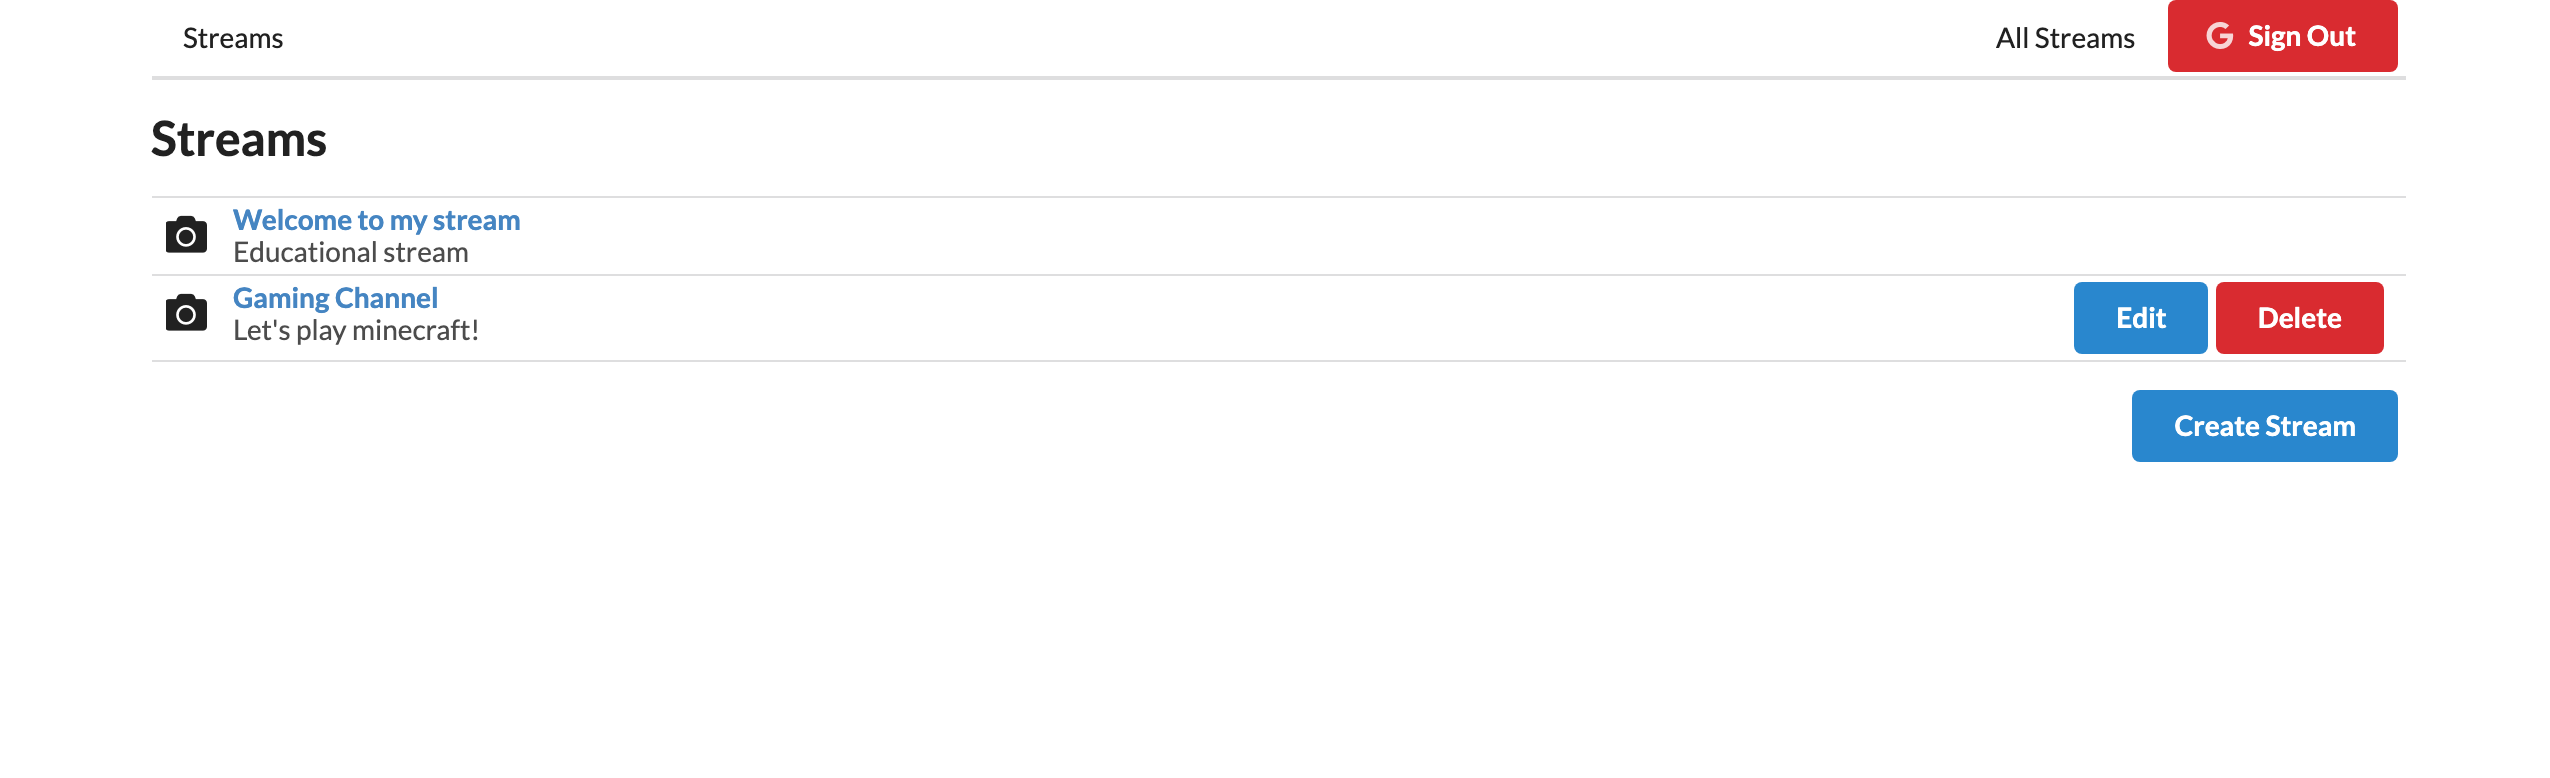 Streams
All Streams
Sign Out
Streams
Welcome to my stream
Educational stream
Gaming Channel
Let's play minecraft!
Edit
Delete
Create Stream